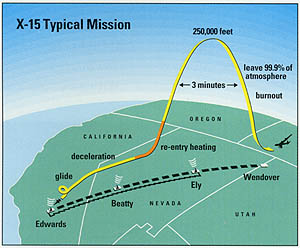 X-15 Typical Mission
250,000 feet
leave 99.9% of
atmosphere
3 minutes
burnout
OREGON
CALIFORNIA
deceleration
re-entry heating
glide
Wendover
Ely
Beatty
NEVADA
Edwards
UTAH